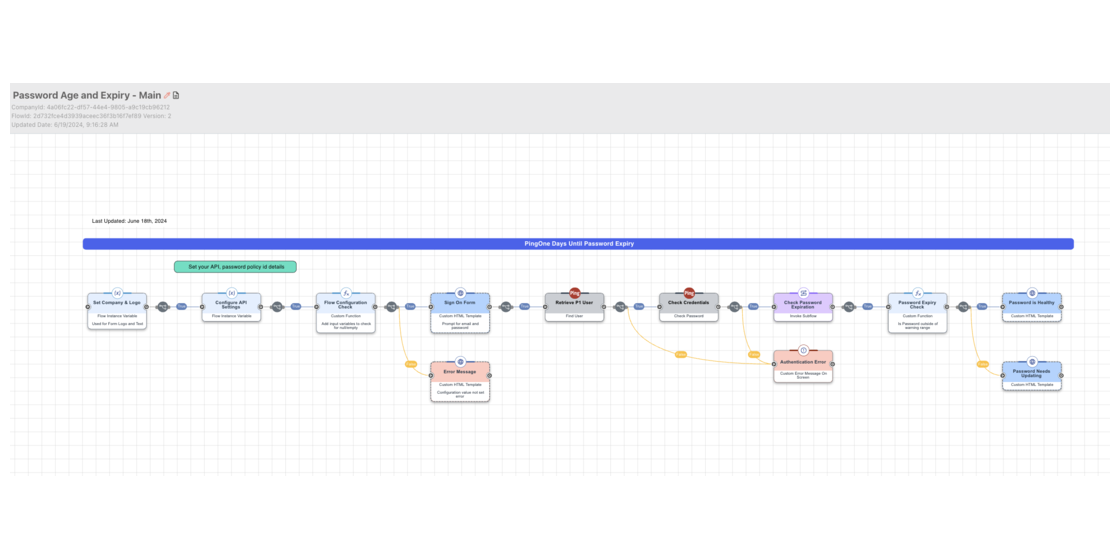 Password Age and Expiry - Main
CompanyId: 4a06fc22-df57-44e4-9805-a9c19cb96212
FlowId: 2d732fce4d3939aceec38f3b16f7ef89 Version: 2
Updated Date: 6/19/2024, 9:16:28 AM
Last Updated: June 18th, 2024
PingOne Days Until Password Expiry
Set your API, password policy id details
Set Company & Logo
Flow Instance Variable
Used for Form Logo and Text
True
Configure API
Settings
Flow Instance Variable
True
Flow Configuration
Check
Custom Function
Add input variables to check
for null/empty
True
False
Sign On Form
Custom HTML Template
Prompt for email and
password
True
Error Message
Custom HTML Template
Configuration value not set
error
Ping
Retrieve P1 User
Find User
True
False
Ping
Check Credentials
Check Password
True
False
Check Password
Expiration
Invoke Subflow
True
Authentication Error
Custom Error Message On
Screen
Password Expiry
Check
Custom Function
Is Password outside of
warning range
True
False
Password is Healthy
Custom HTML Template
Password Needs
Updating
Custom HTML Template